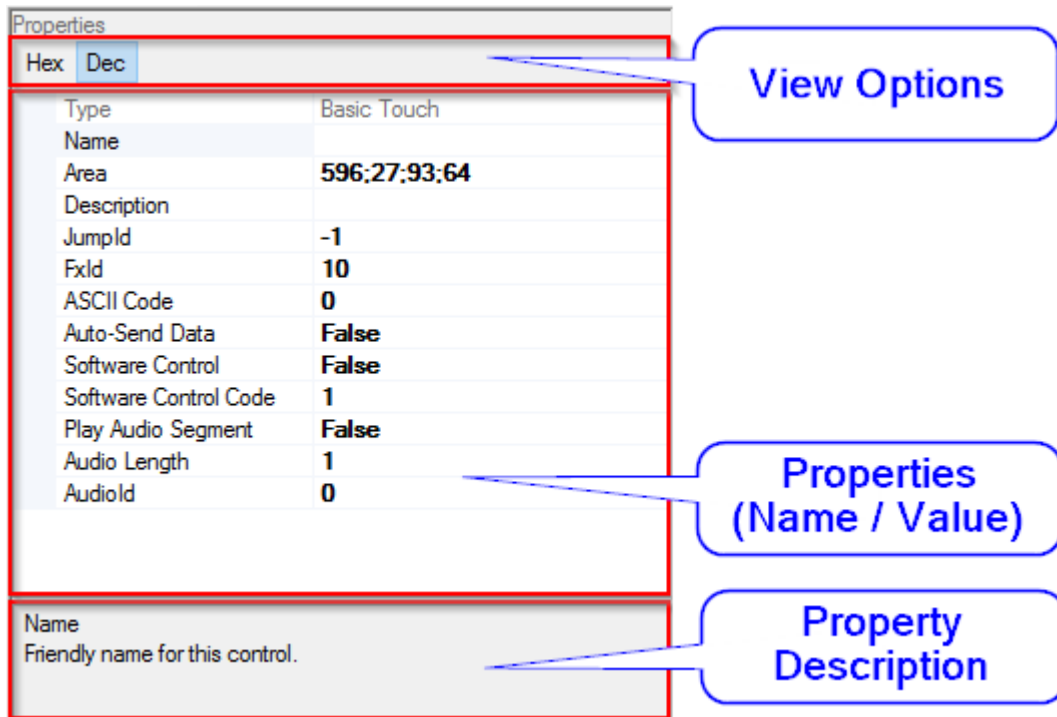 Properties
Hex Dec
View Options
Type Basic Touch
Name
Area 596;27;93;64
Description
JumpId -1
FxId 10
ASCII Code 0
Auto-Send Data False
Software Control False
Software Control Code 1
Play Audio Segment False
Audio Length 1
AudioId 0
Properties
(Name / Value)
Name
Friendly name for this control.
Property
Description